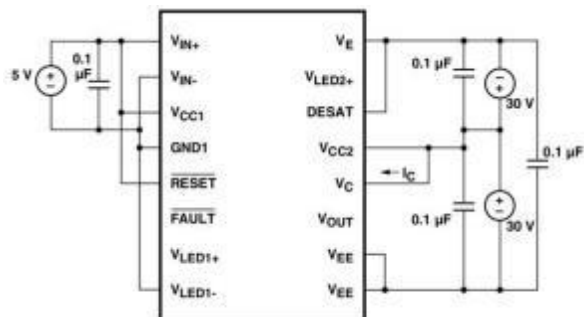 5 V
0.1
µF
VIN+
VIN-
VCC1
GND1
RESET
FAULT
VLED1+
VLED1-
VE
VLED2+
DESAT
VCC2
VC
VOUT
VEE
VEE
IC
0.1 µF
30 V
0.1 µF
0.1 µF
30 V